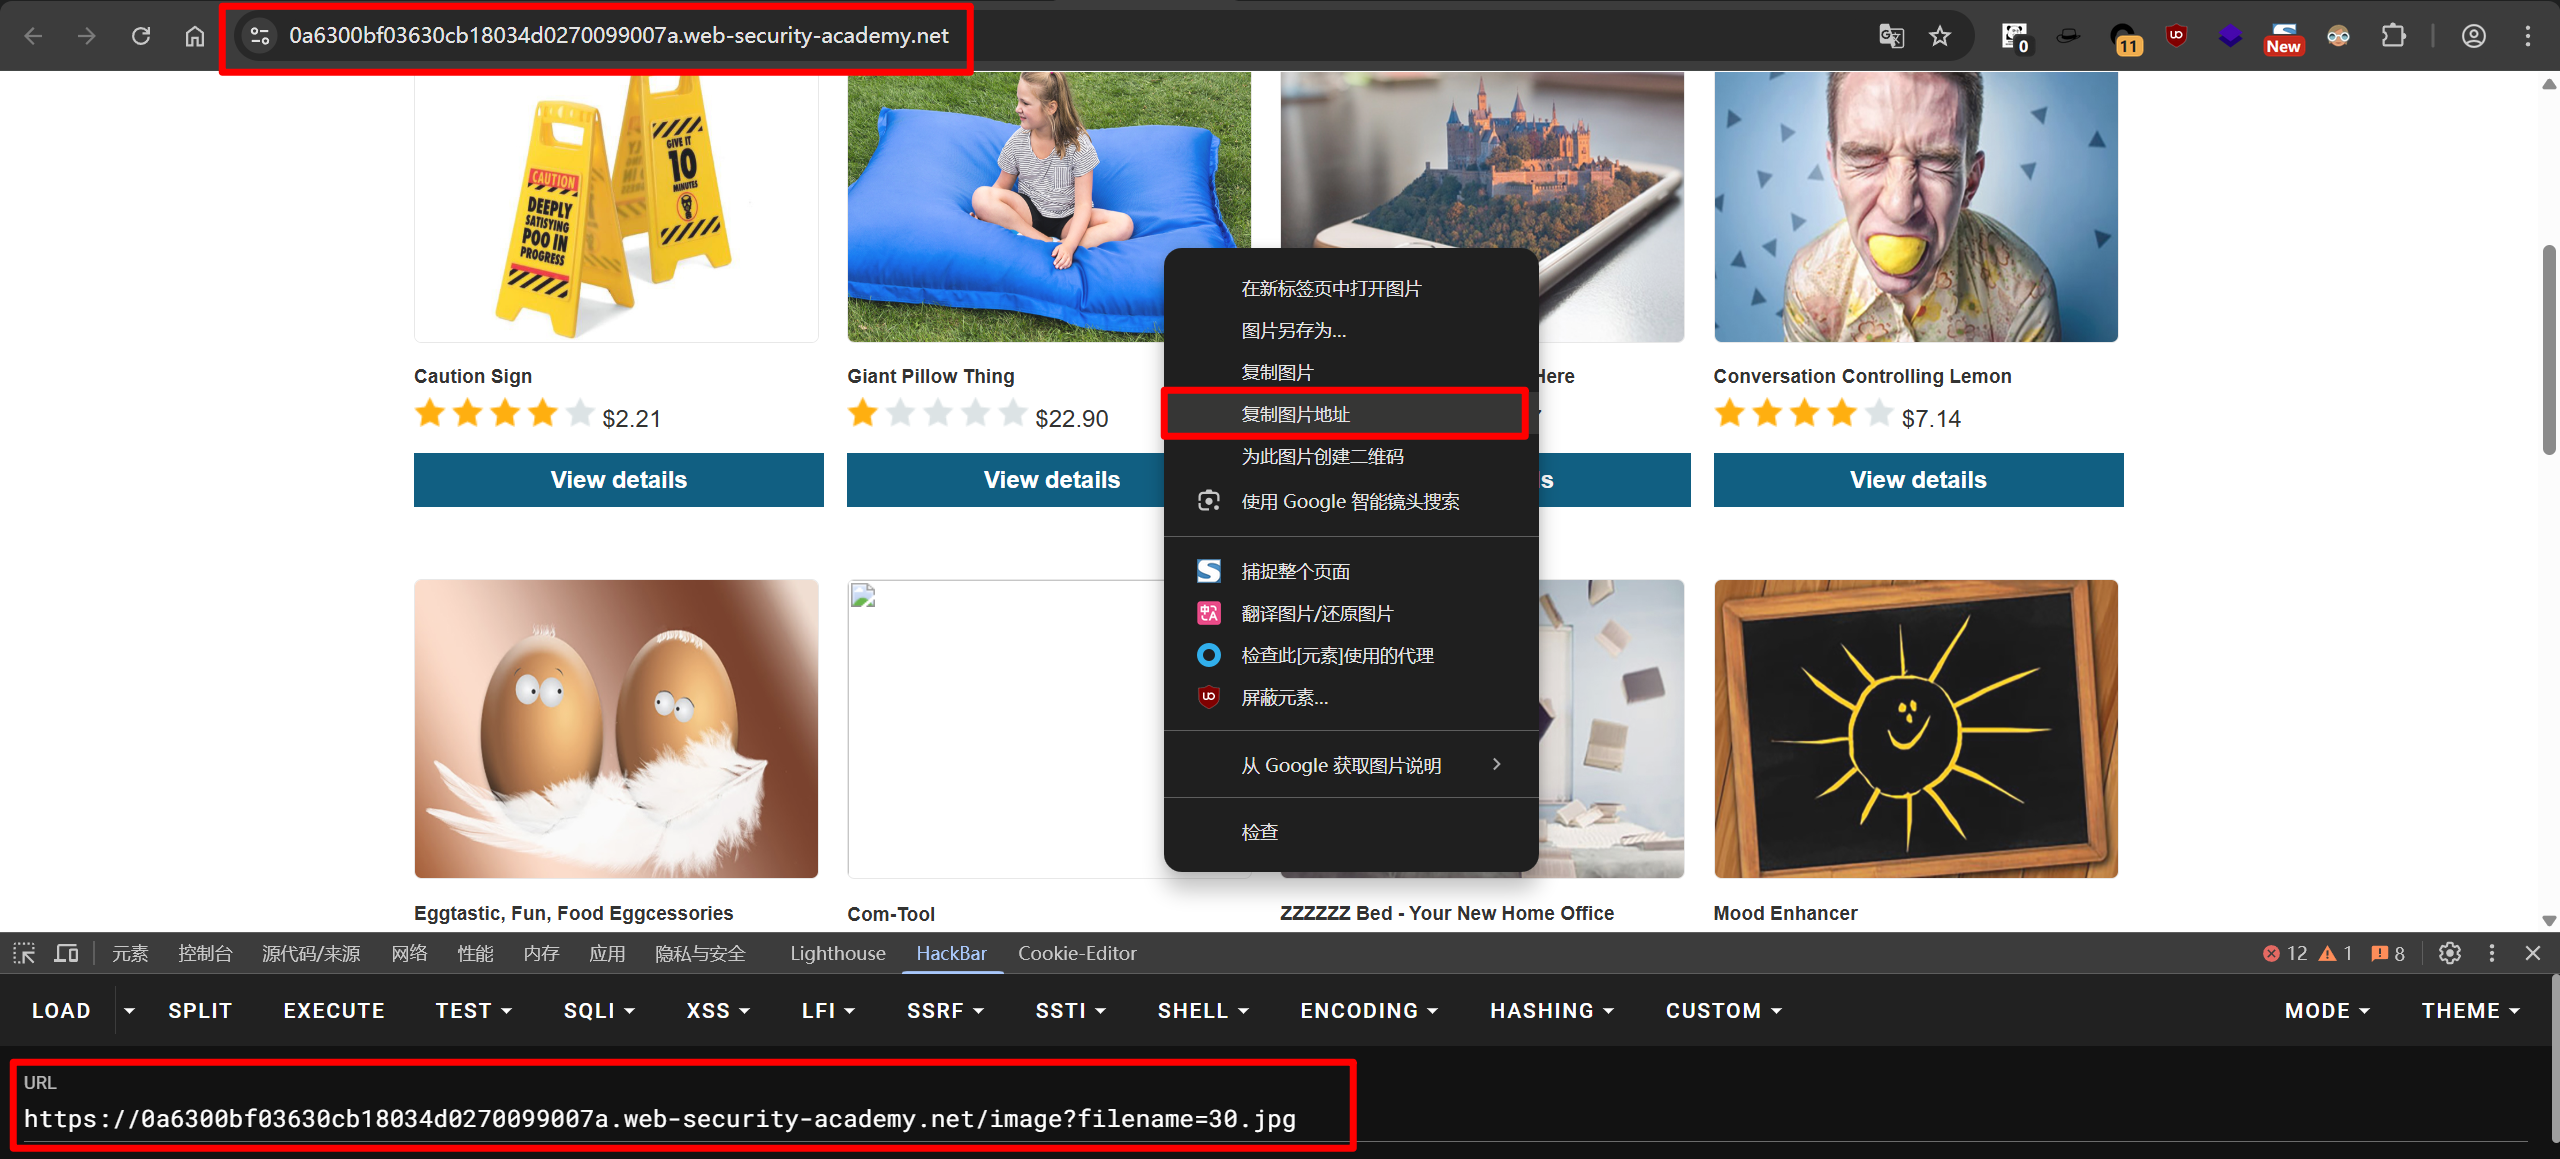 0a6300bf03630cb18034d0270099007a.web-security-academy.net
0
11
New
CAUTION
DEEPLY
SATISFYING
POO IN
PROGRESS
GIVE IT
10
MINUTES
Caution Sign
Giant Pillow Thing
Here
Conversation Controlling Lemon
$2.21
$22.90
$7.14
View details
View details
ls
View details
在新标签页中打开图片
图片另存为...
复制图片
复制图片地址
为此图片创建二维码
使用 Google 智能镜头搜索
捕捉整个页面
翻译图片/还原图片
检查此[元素]使用的代理
屏蔽元素...
从 Google 获取图片说明
检查
Eggtastic, Fun, Food Eggcessories
Com-Tool
ZZZZZZ Bed - Your New Home Office
Mood Enhancer
元素 控制台 源代码/来源 网络 性能 内存 应用 隐私与安全 Lighthouse HackBar Cookie-Editor 12 1 8
LOAD SPLIT EXECUTE TEST SQLI XSS LFI SSRF SSTI SHELL ENCODING HASHING CUSTOM MODE THEME
URL
https://0a6300bf03630cb18034d0270099007a.web-security-academy.net/image?filename=30.jpg